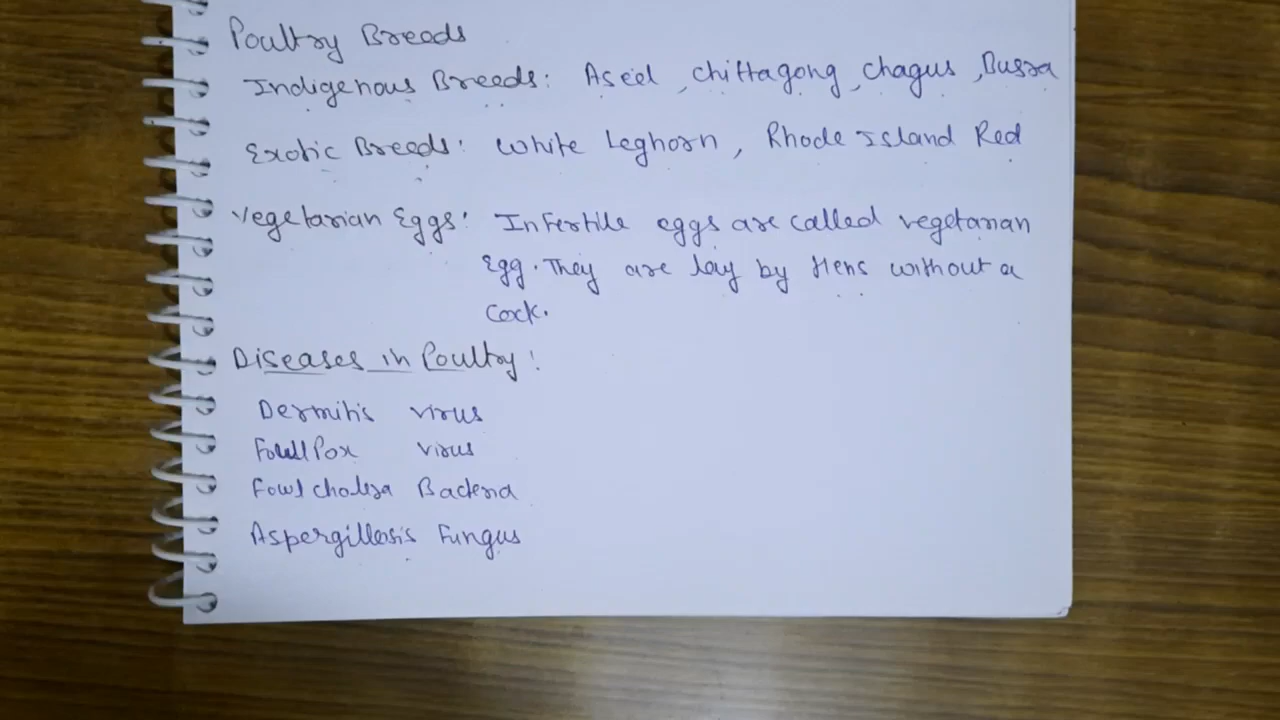 Poultry Breeds
Indigenous Breeds: Aseel, Chittagong, Chagus, Bussa
Exotic Breeds: White Leghorn, Rhode Island Red
Vegetarian Eggs: Infertile eggs are called vegetarian
Egg. They are lay by Hens without a
Cock.
Diseases in Poultry:
Dermitis virus
Fowl Pox virus
Fowl cholera Bacteria
Aspergillosis Fungus